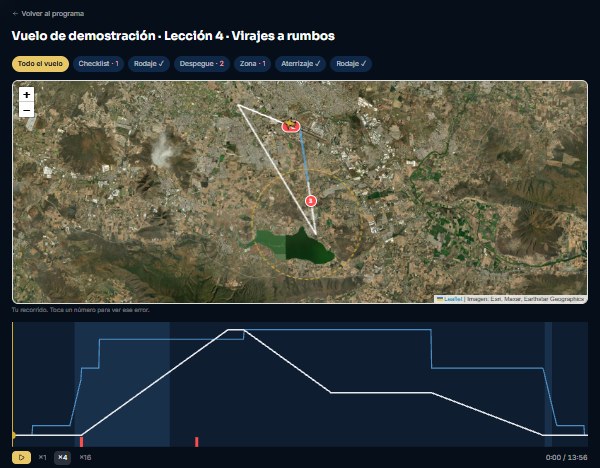 ← Volver al programa
Vuelo de demostración · Lección 4 · Virajes a rumbos
Todo el vuelo
Checklist · 1
Rodaje ✓
Despegue · 2
Zona · 1
Aterrizaje ✓
Rodaje ✓
+
−
Leaflet | Imagen: Esri, Maxar, Earthstar Geographics
Tu recorrido. Toca un número para ver ese error.
×1
×4
×16
0:00 / 13:56